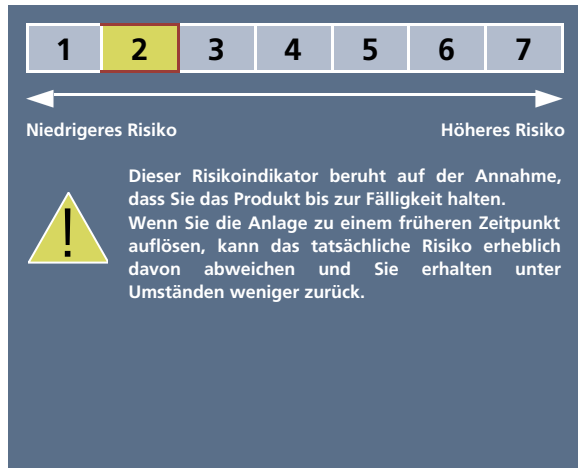 1 2 3 4 5 6 7
Niedrigeres Risiko Höheres Risiko
Dieser Risikoindikator beruht auf der Annahme,
dass Sie das Produkt bis zur Fälligkeit halten.
Wenn Sie die Anlage zu einem früheren Zeitpunkt
auflösen, kann das tatsächliche Risiko erheblich
davon abweichen und Sie erhalten unter
Umständen weniger zurück.
!